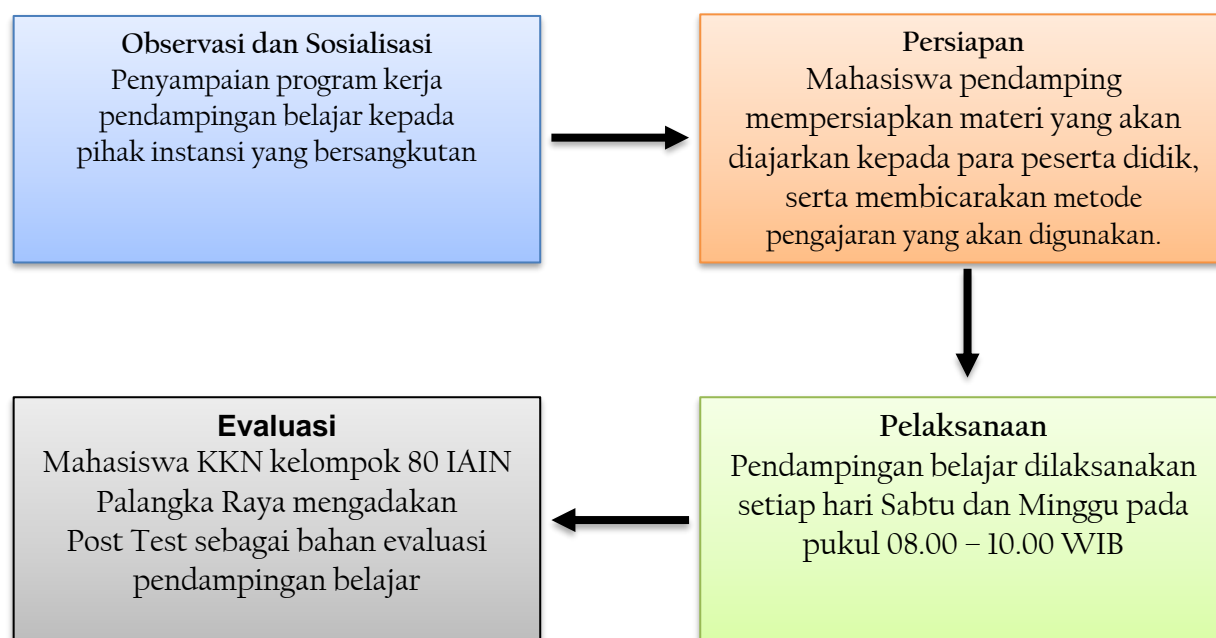 Observasi dan Sosialisasi
Penyampaian program kerja
pendampingan belajar kepada
pihak instansi yang bersangkutan
Persiapan
Mahasiswa pendamping
mempersiapkan materi yang akan
diajarkan kepada para peserta didik,
serta membicarakan metode
pengajaran yang akan digunakan.
Pelaksanaan
Pendampingan belajar dilaksanakan
setiap hari Sabtu dan Minggu pada
pukul 08.00 – 10.00 WIB
Evaluasi
Mahasiswa KKN kelompok 80 IAIN
Palangka Raya mengadakan
Post Test sebagai bahan evaluasi
pendampingan belajar